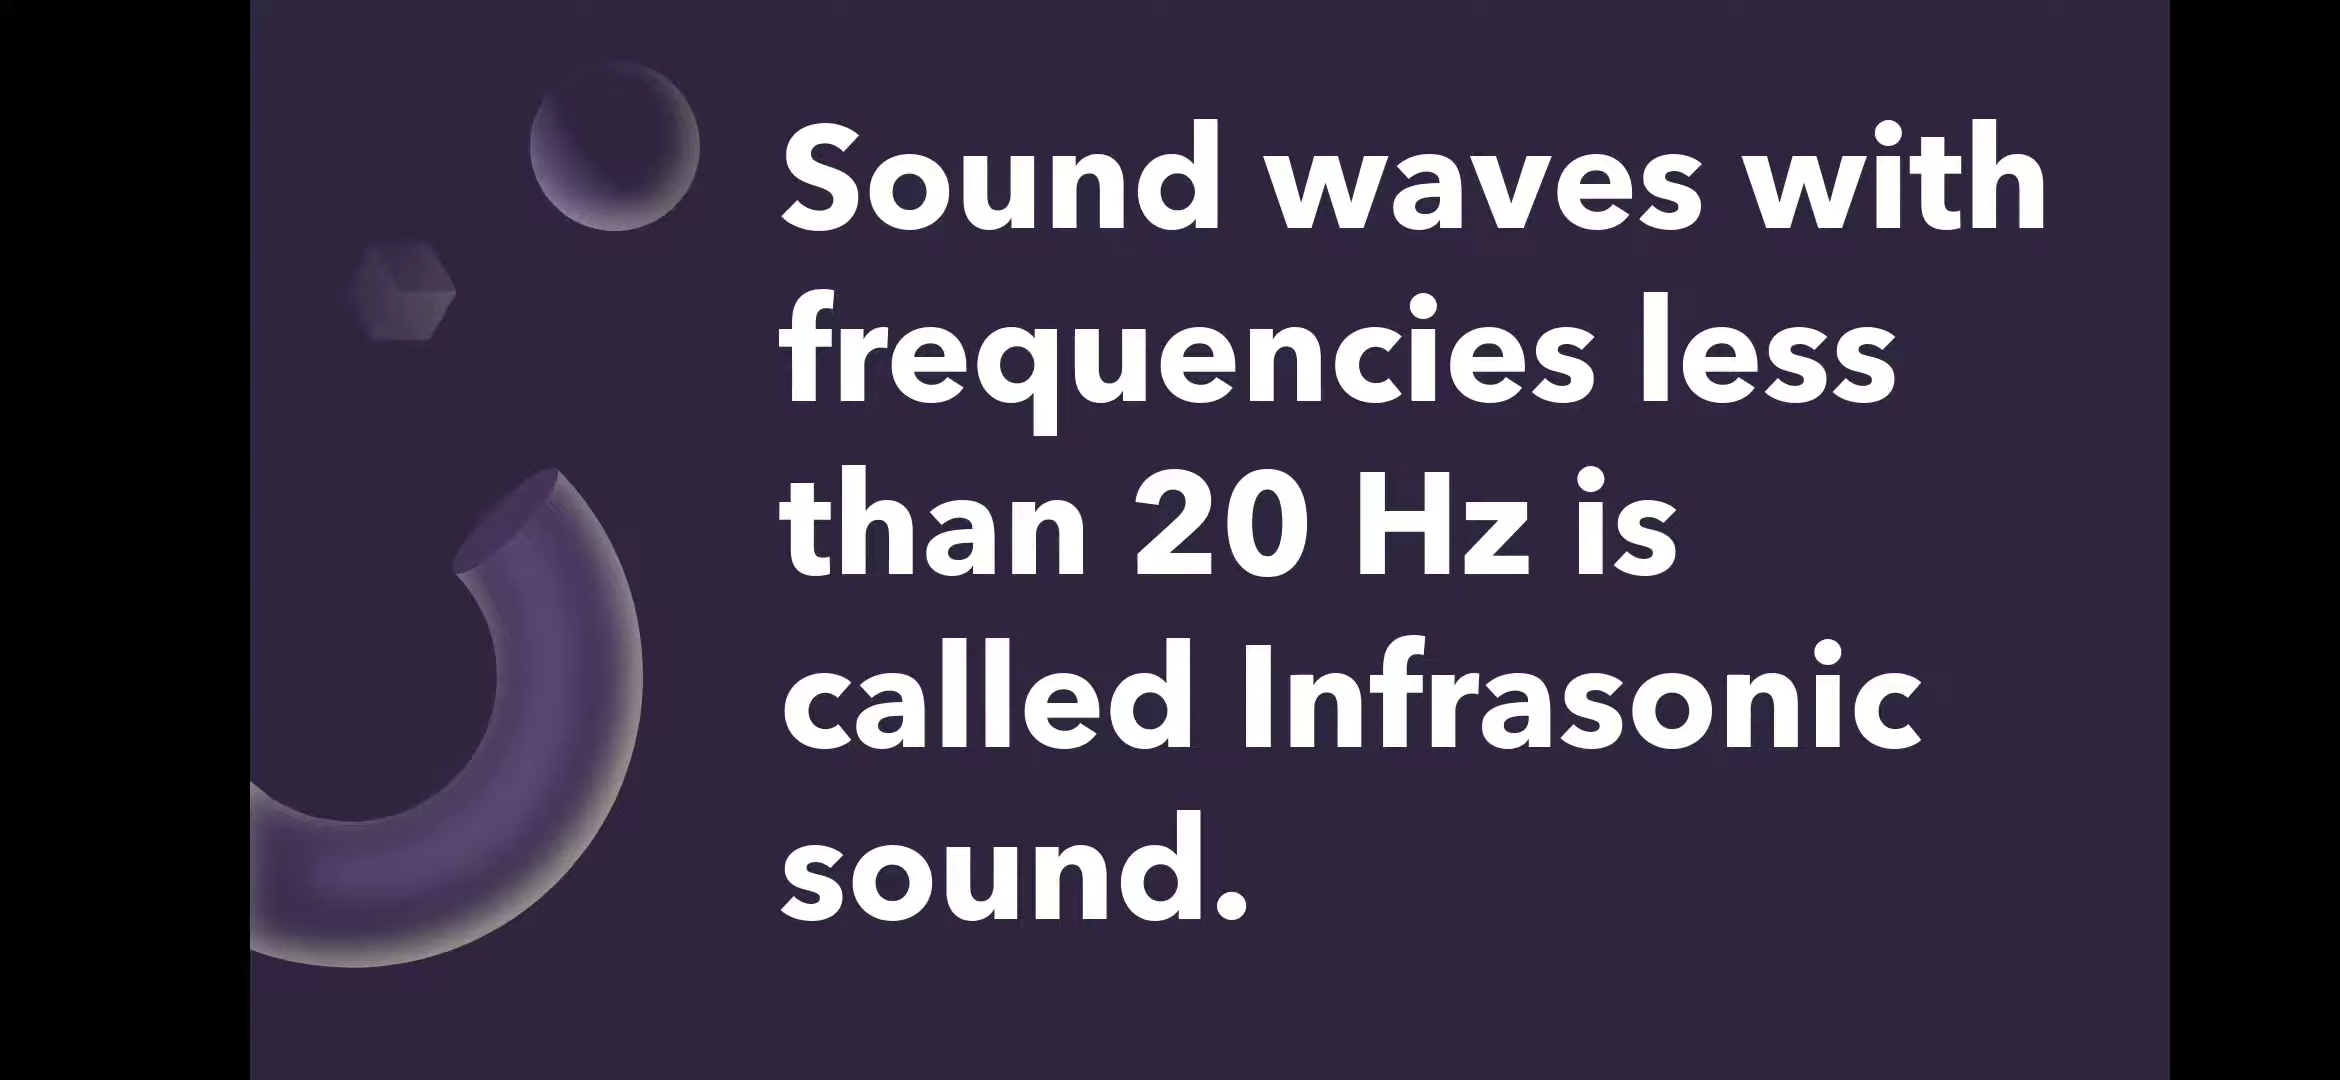 Sound waves with
frequencies less
than 20 Hz is
called Infrasonic
sound.